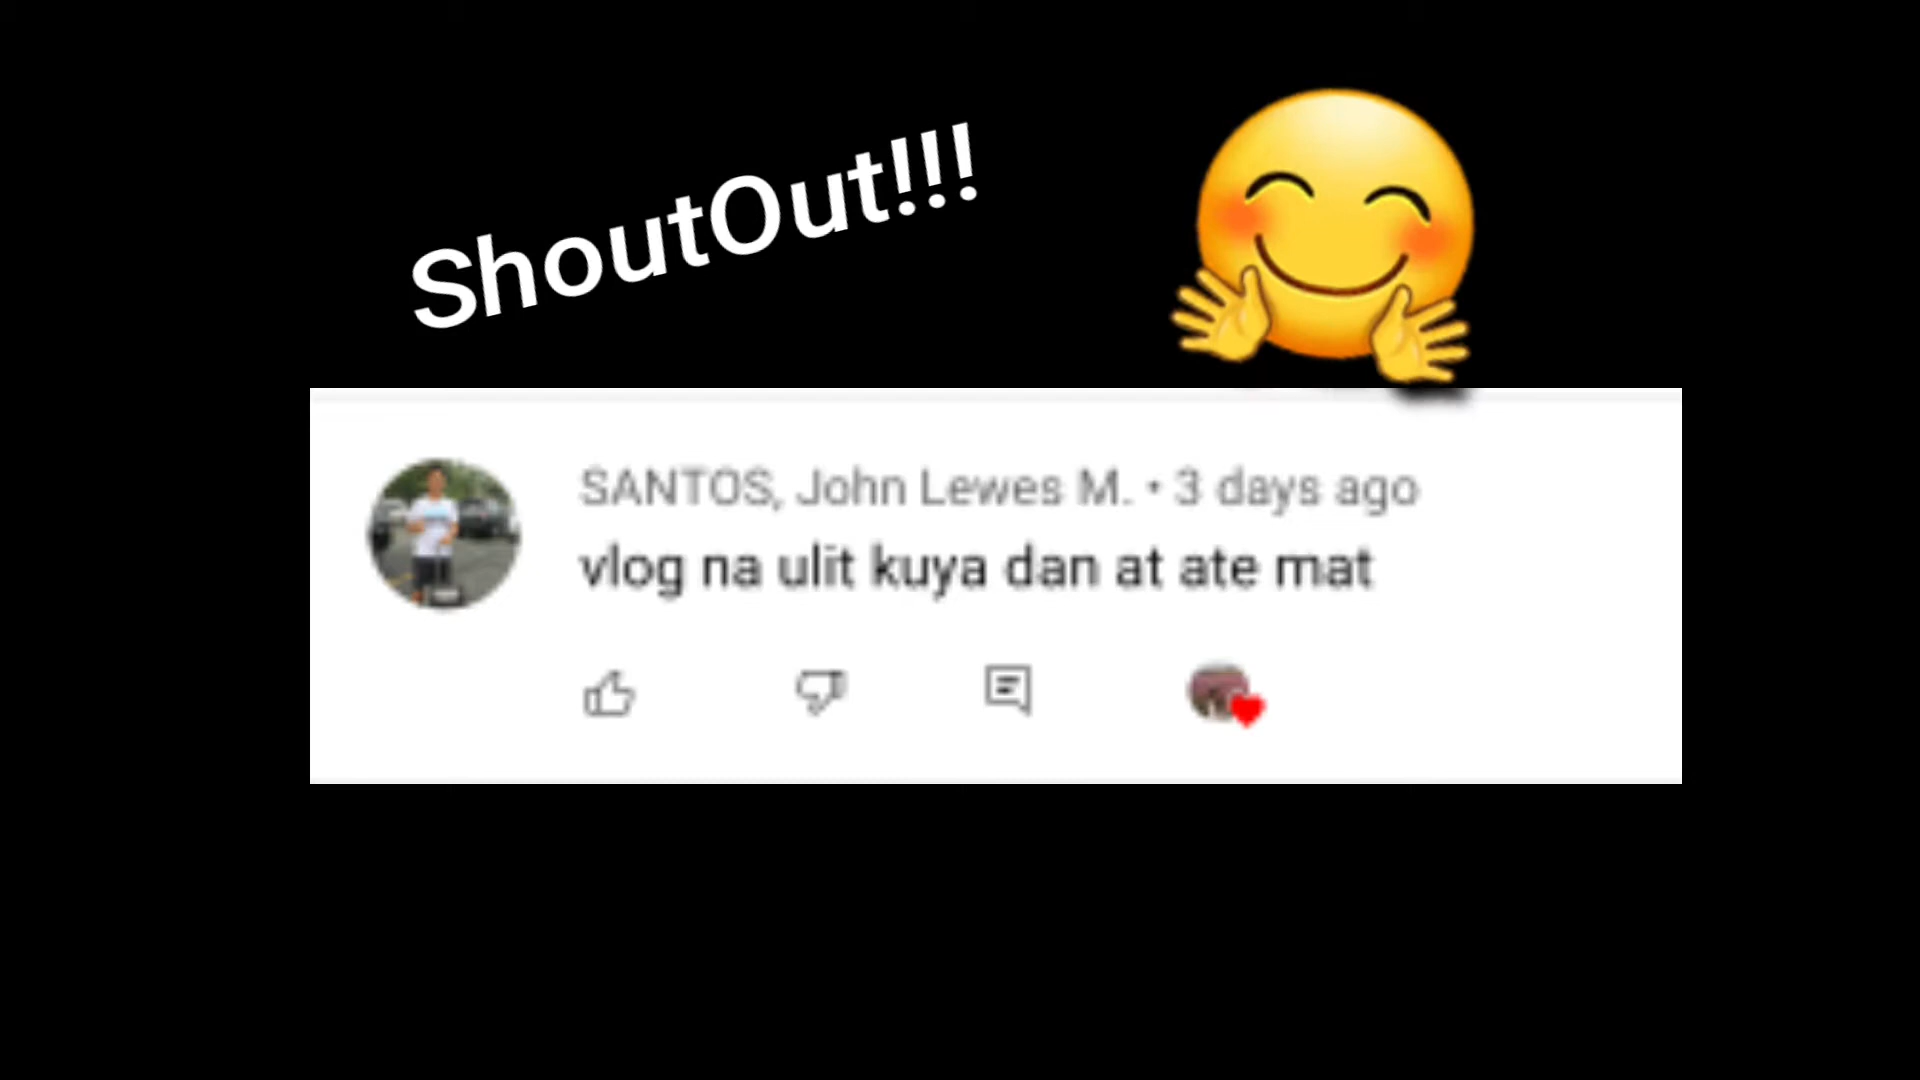 ShoutOut!!!
SANTOS, John Lewes M. • 3 days ago
vlog na ulit kuya dan at ate mat